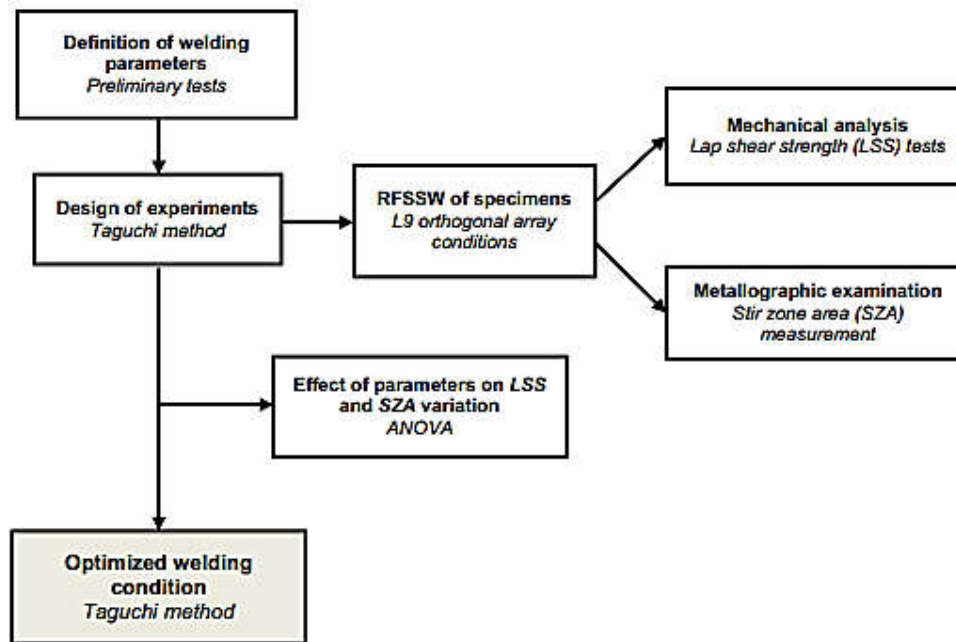 Definition of welding
parameters
Preliminary tests
Mechanical analysis
Lap shear strength (LSS) tests
Design of experiments
Taguchi method
RFSSW of specimens
L9 orthogonal array
conditions
Metallographic examination
Stir zone area (SZA)
measurement
Effect of parameters on LSS
and SZA variation
ANOVA
Optimized welding
condition
Taguchi method